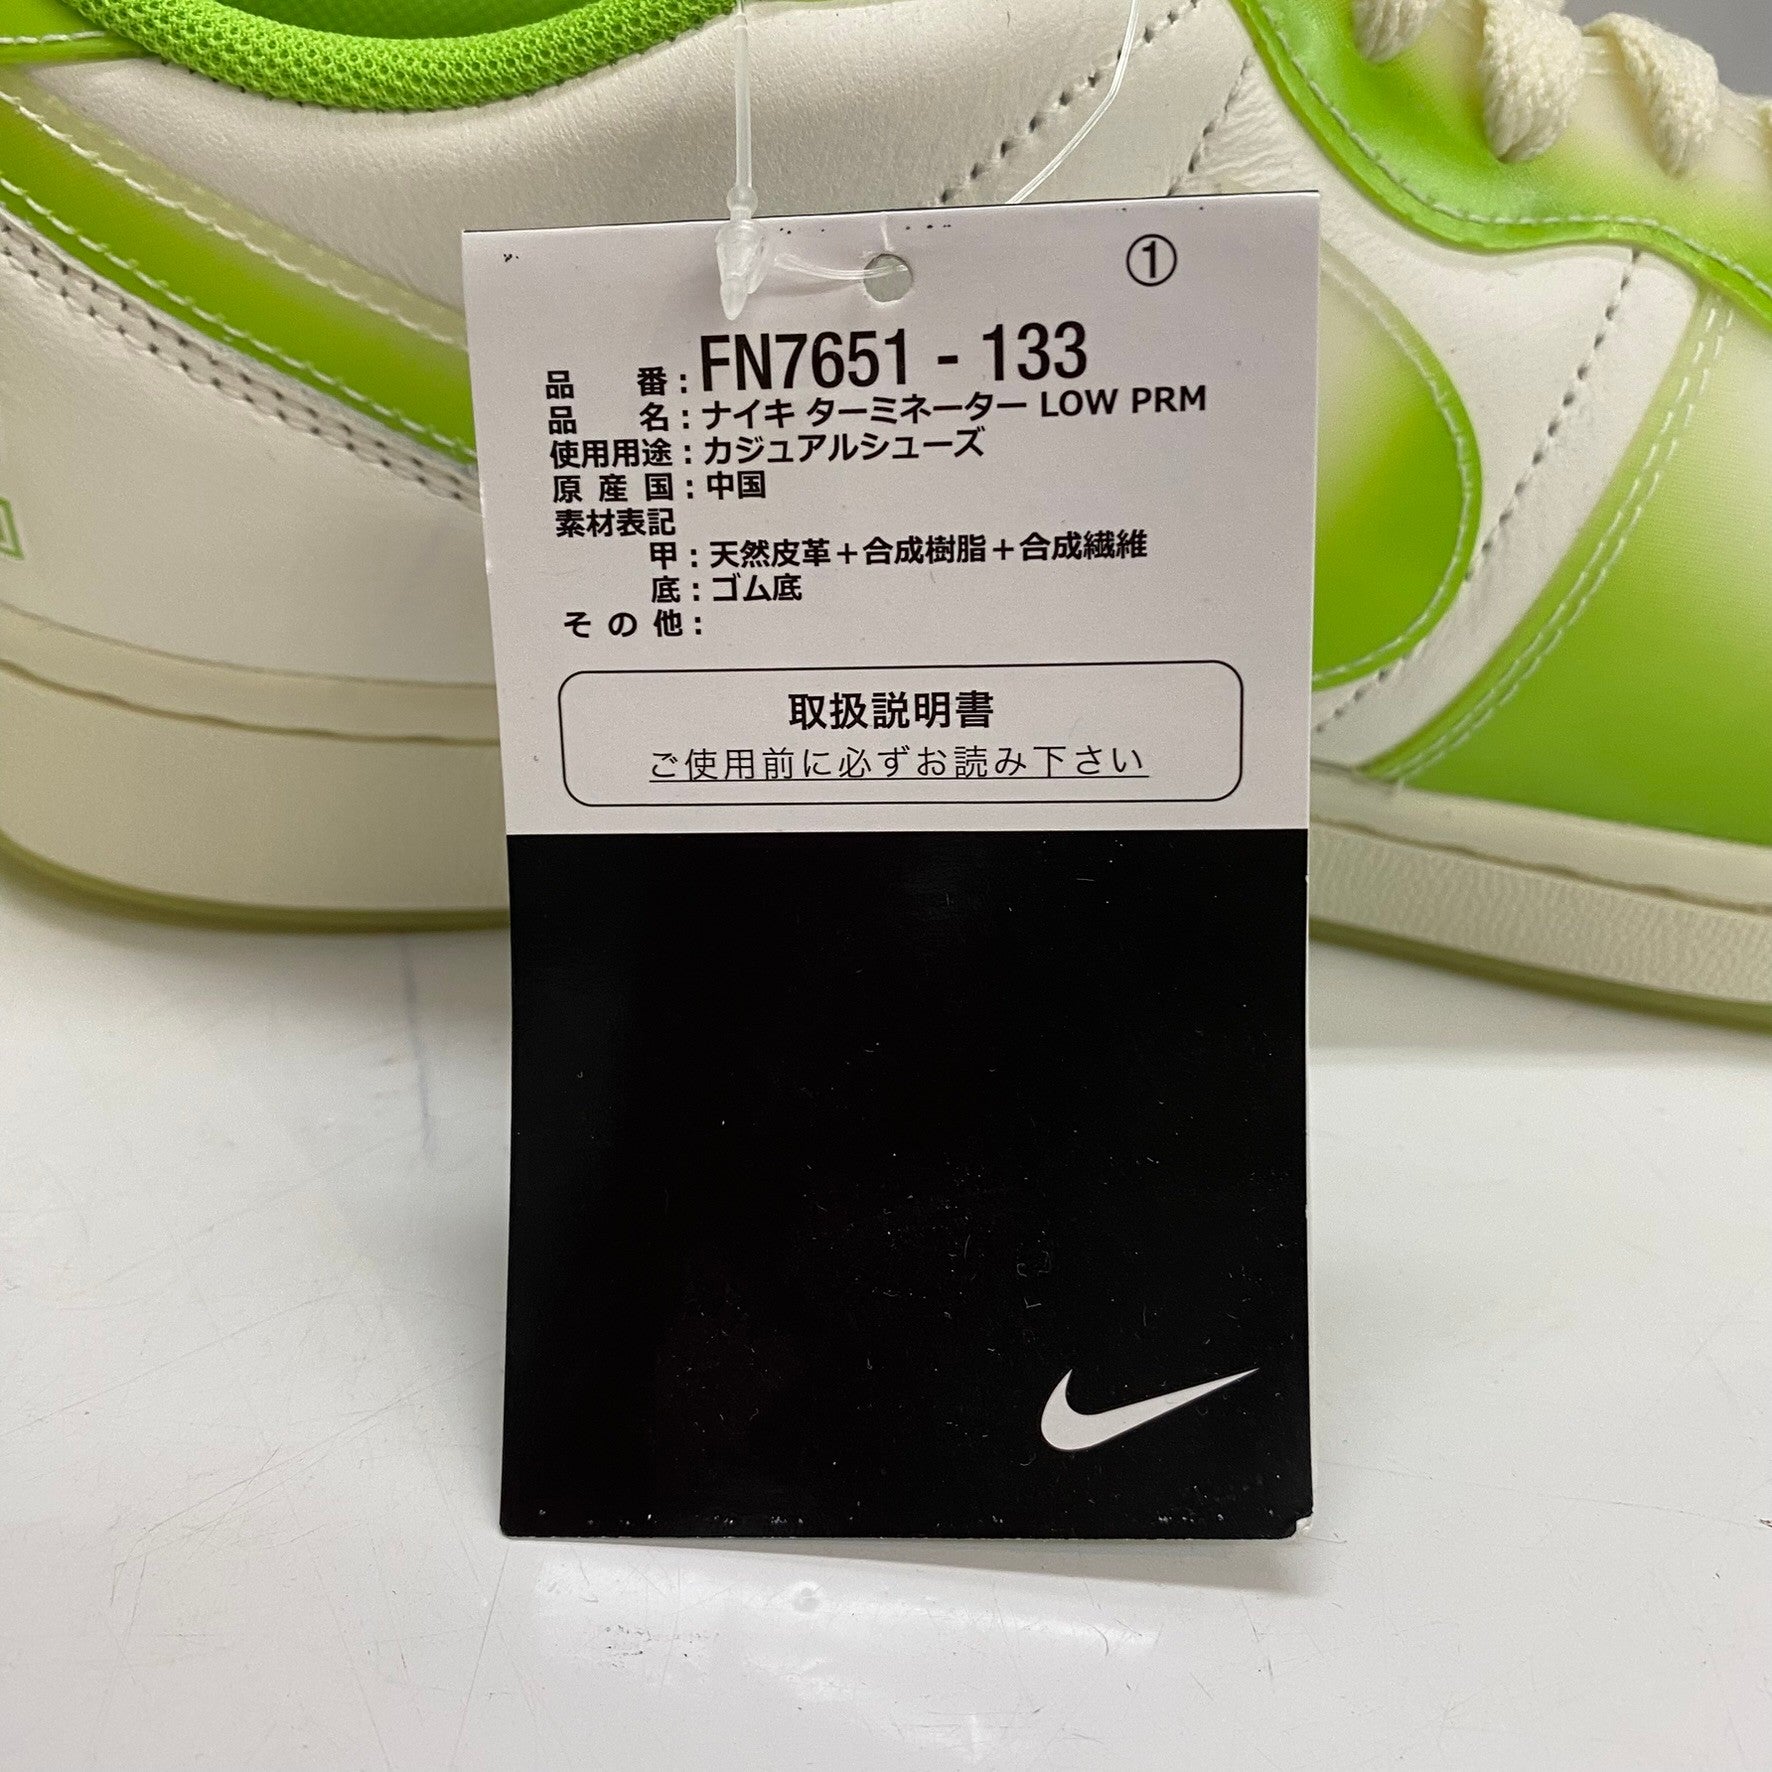 ①
品 番：FN7651 - 133
品 名：ナイキ ターミネーター LOW PRM
使用用途：カジュアルシューズ
原 産 国：中国
素材表記
甲：天然皮革＋合成樹脂＋合成繊維
底：ゴム底
そ の 他：
取扱説明書
ご使用前に必ずお読み下さい